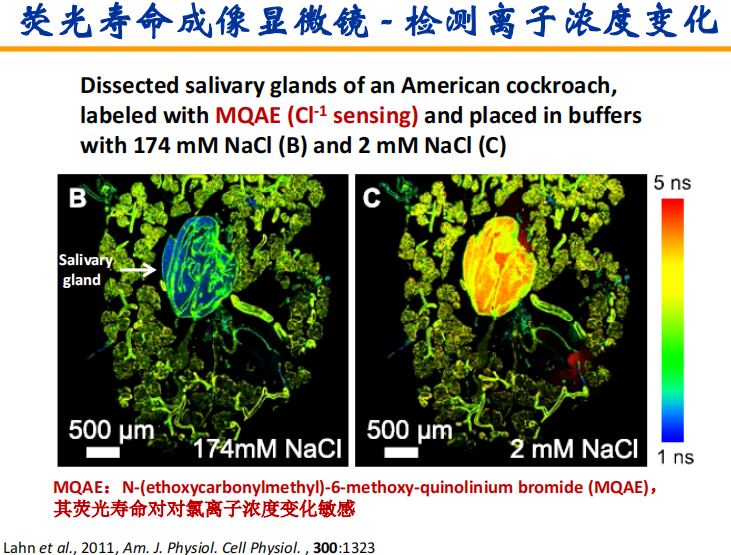 荧光寿命成像显微镜 - 检测离子浓度变化
Dissected salivary glands of an American cockroach,
labeled with MQAE (Cl-1 sensing) and placed in buffers
with 174 mM NaCl (B) and 2 mM NaCl (C)
B
Salivary
gland
500 μm
174mM NaCl
C
500 μm
2 mM NaCl
5 ns
1 ns
MQAE：N-(ethoxycarbonylmethyl)-6-methoxy-quinolinium bromide (MQAE)，
其荧光寿命对对氯离子浓度变化敏感
Lahn et al., 2011, Am. J. Physiol. Cell Physiol. , 300:1323